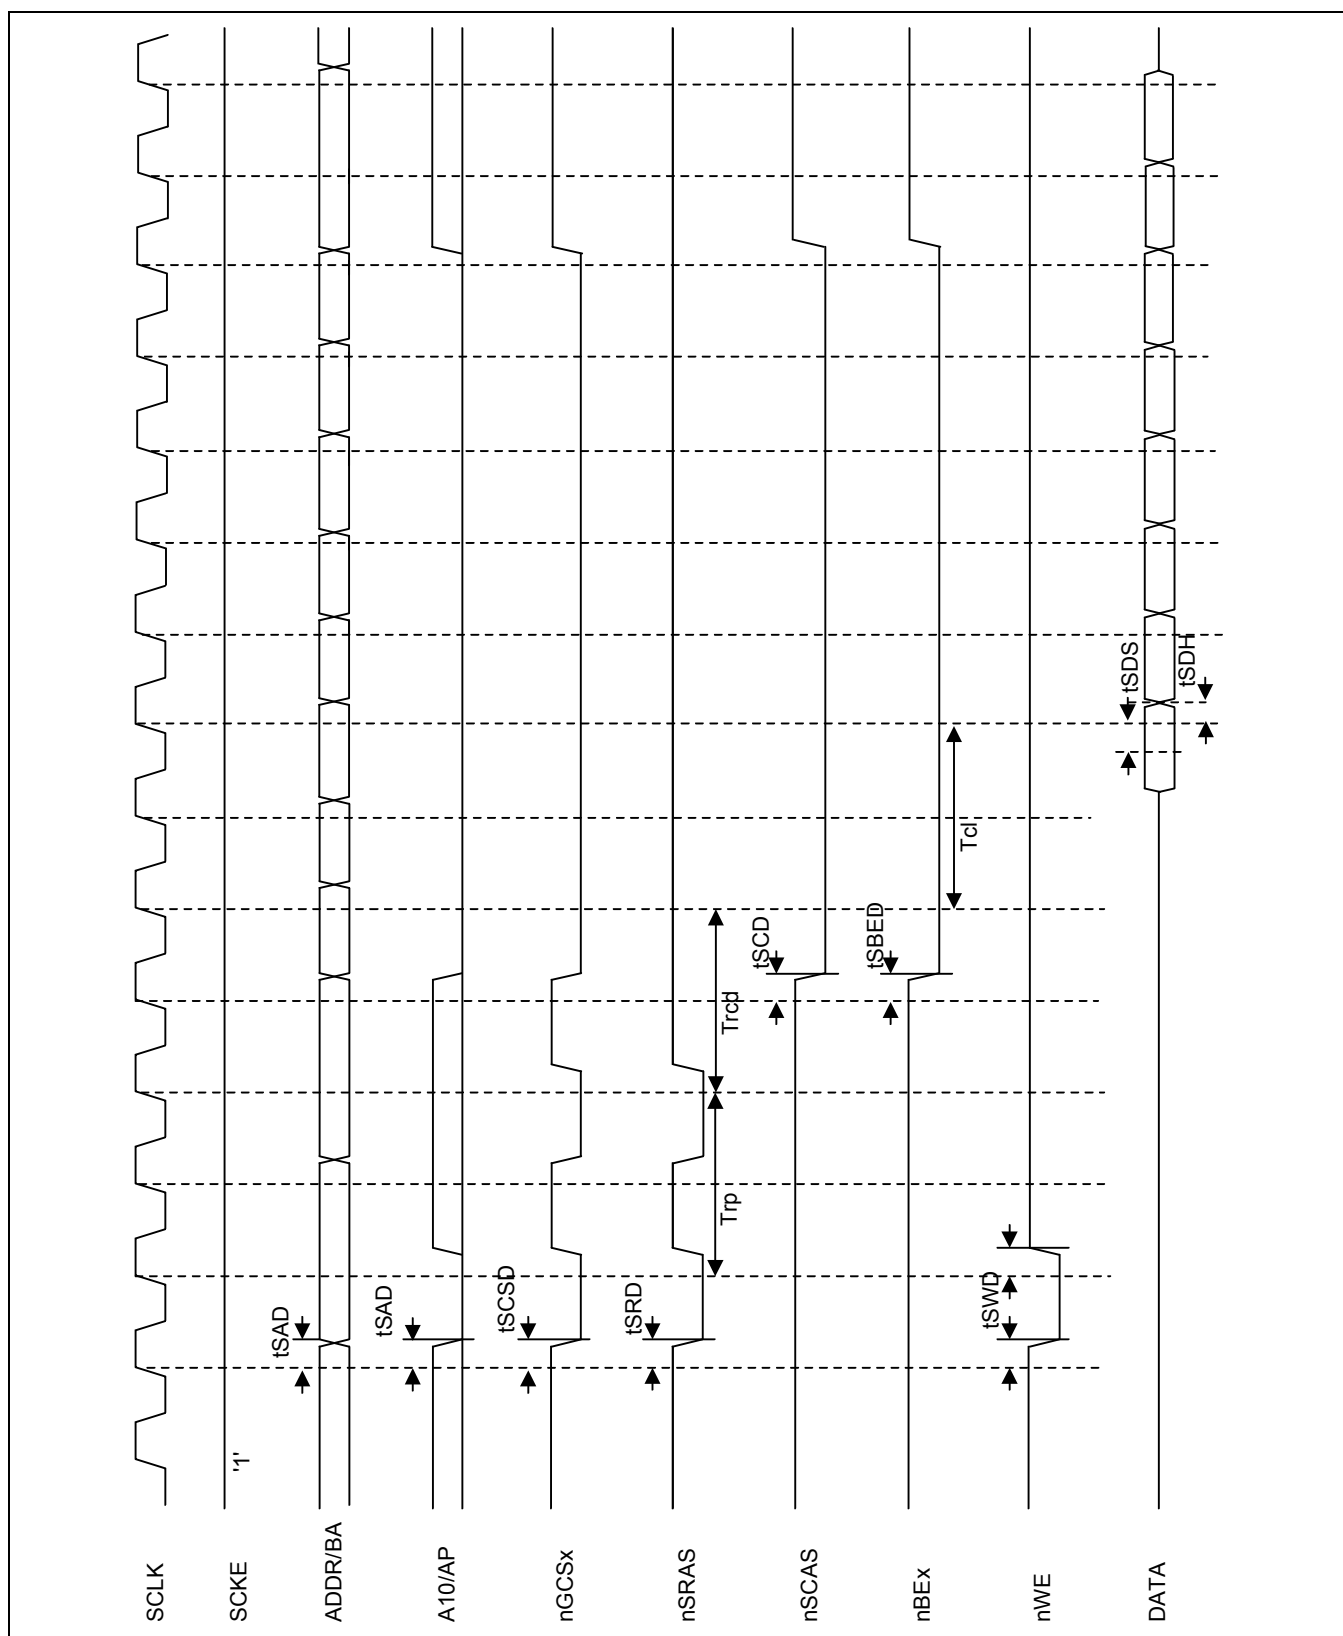 SCLK
SCKE
'1'
ADDR/BA
tSAD
A10/AP
tSAD
nGCSx
tSCSD
nSRAS
tSRD
Trp
Trcd
nSCAS
tSCD
nBEx
tSBED
Tcl
nWE
tSWD
DATA
tSDS
tSDH